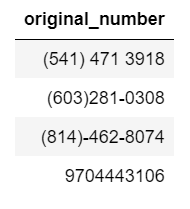 original_number
(541) 471 3918
(603)281-0308
(814)-462-8074
9704443106